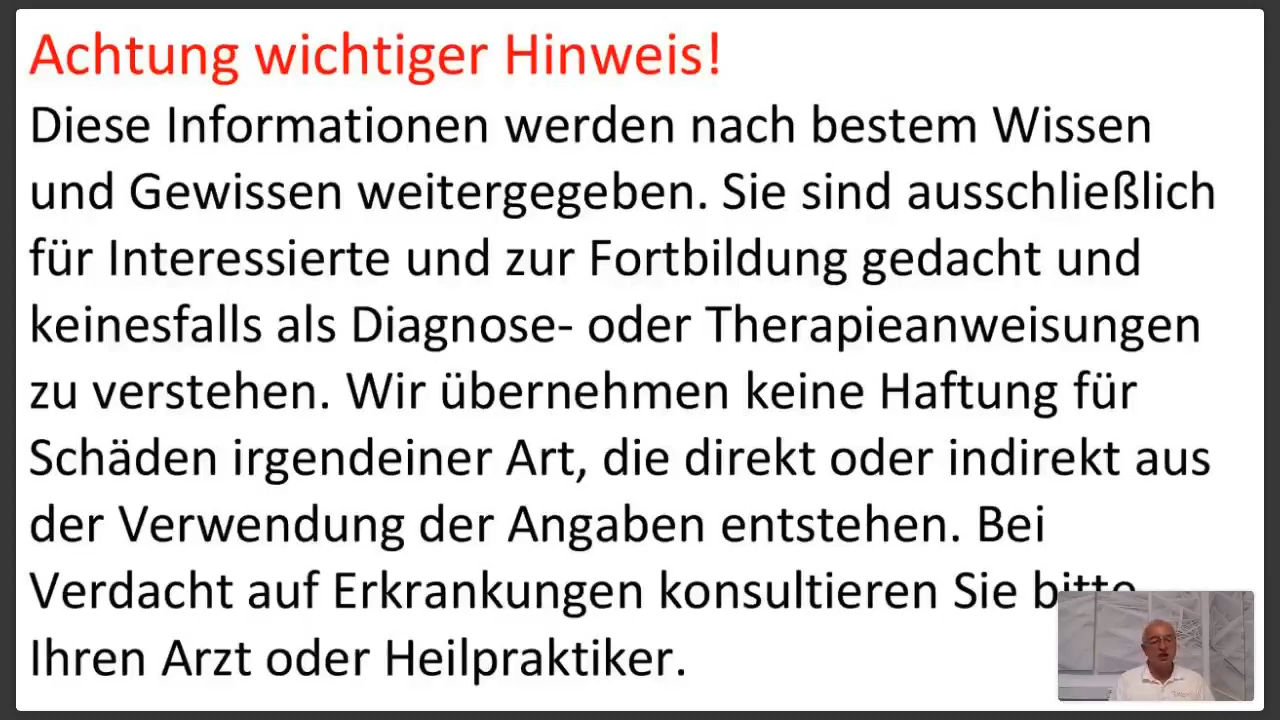 Achtung wichtiger Hinweis!
Diese Informationen werden nach bestem Wissen
und Gewissen weitergegeben. Sie sind ausschließlich
für Interessierte und zur Fortbildung gedacht und
keinesfalls als Diagnose- oder Therapieanweisungen
zu verstehen. Wir übernehmen keine Haftung für
Schäden irgendeiner Art, die direkt oder indirekt aus
der Verwendung der Angaben entstehen. Bei
Verdacht auf Erkrankungen konsultieren Sie bitte
Ihren Arzt oder Heilpraktiker.